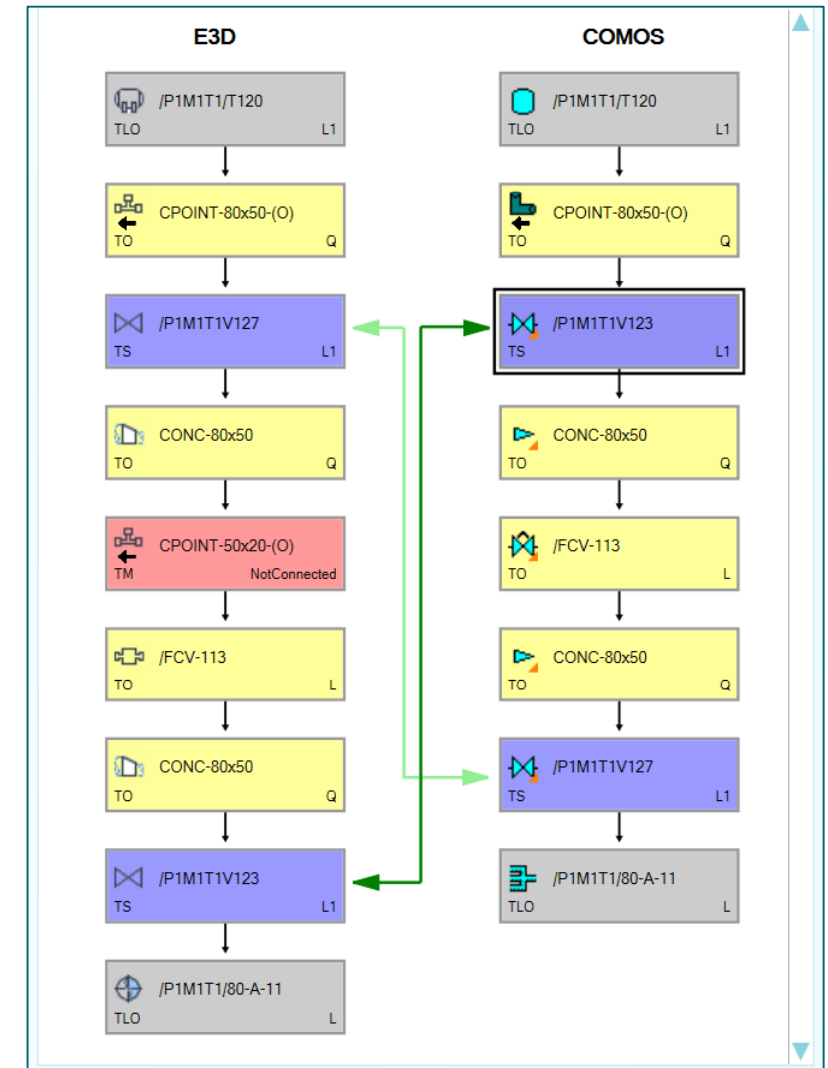 E3D
/P1M1T1/T120
TLO L1
CPOINT-80x50-(O)
TO Q
/P1M1T1V127
TS L1
CONC-80x50
TO Q
CPOINT-50x20-(O)
TM NotConnected
/FCV-113
TO L
CONC-80x50
TO Q
/P1M1T1V123
TS L1
/P1M1T1/80-A-11
TLO L
COMOS
/P1M1T1/T120
TLO L1
CPOINT-80x50-(O)
TO Q
/P1M1T1V123
TS L1
CONC-80x50
TO Q
/FCV-113
TO L
CONC-80x50
TO Q
/P1M1T1V127
TS L1
/P1M1T1/80-A-11
TLO L